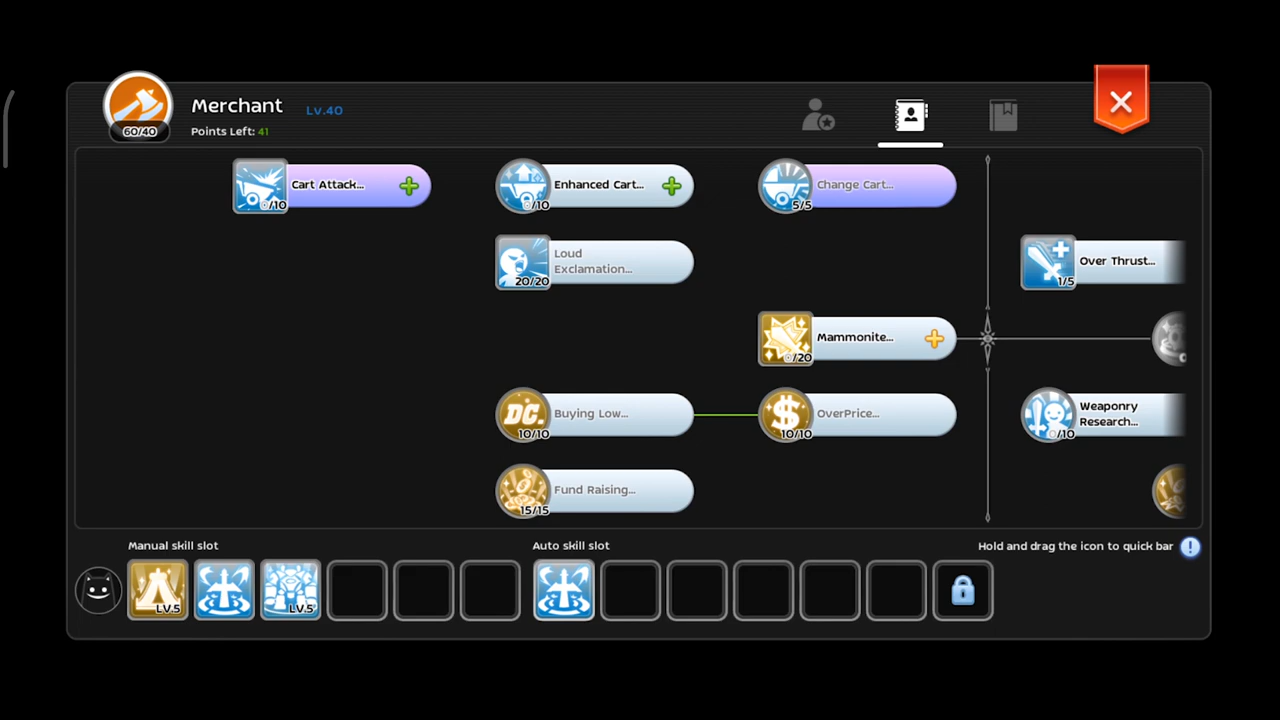 Merchant
Lv.40
60/40
Points Left: 41
Cart Attack...
0/10
Enhanced Cart...
0/10
Change Cart...
5/5
Loud
Exclamation...
20/20
Over Thrust...
1/5
Mammonite...
0/20
DC.
Buying Low...
10/10
$
OverPrice...
10/10
Weaponry
Research...
0/10
Fund Raising...
15/15
Manual skill slot
Auto skill slot
Hold and drag the icon to quick bar
LV.5
LV.5